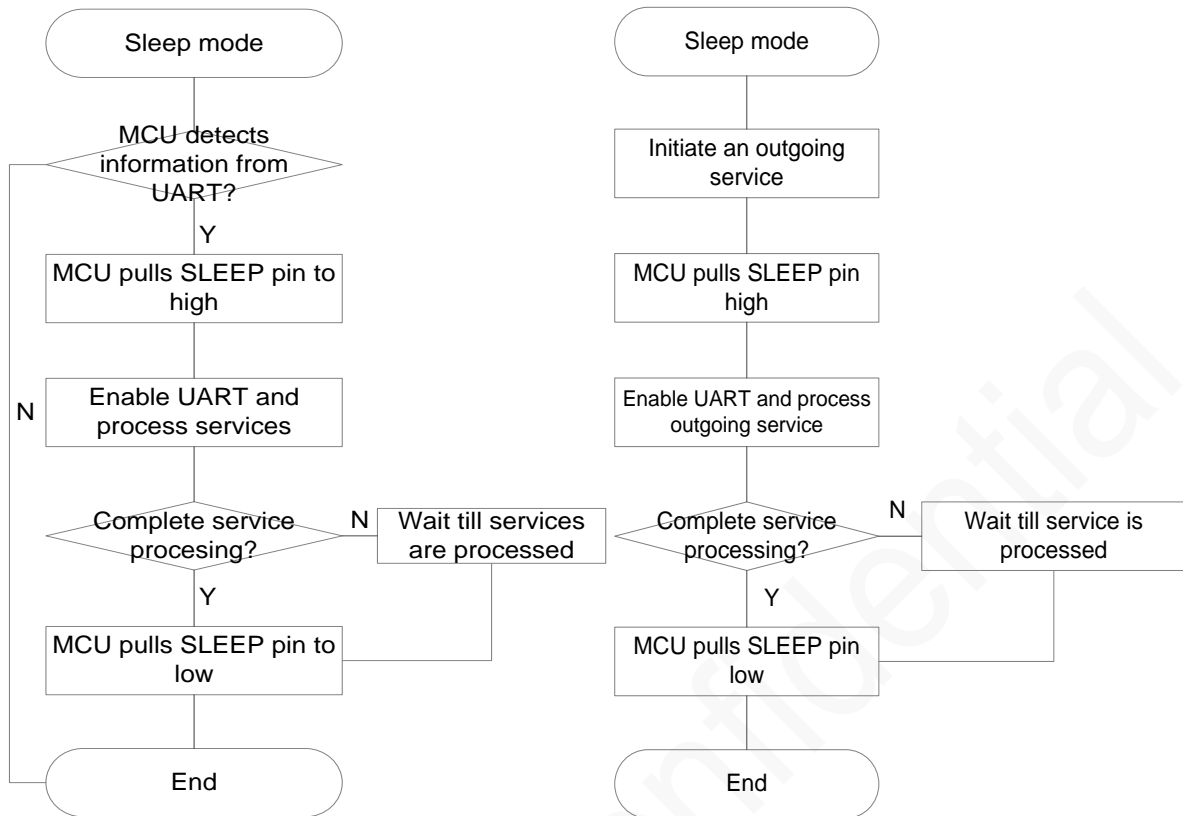 Sleep mode
MCU detects
information from
UART?
Y
MCU pulls SLEEP pin to
high
N
Enable UART and
process services
Complete service
procesing?
N
Wait till services
are processed
Y
MCU pulls SLEEP pin to
low
End
Sleep mode
Initiate an outgoing
service
MCU pulls SLEEP pin
high
Enable UART and process
outgoing service
Complete service
processing?
N
Wait till service is
processed
Y
MCU pulls SLEEP pin
low
End
nfidential